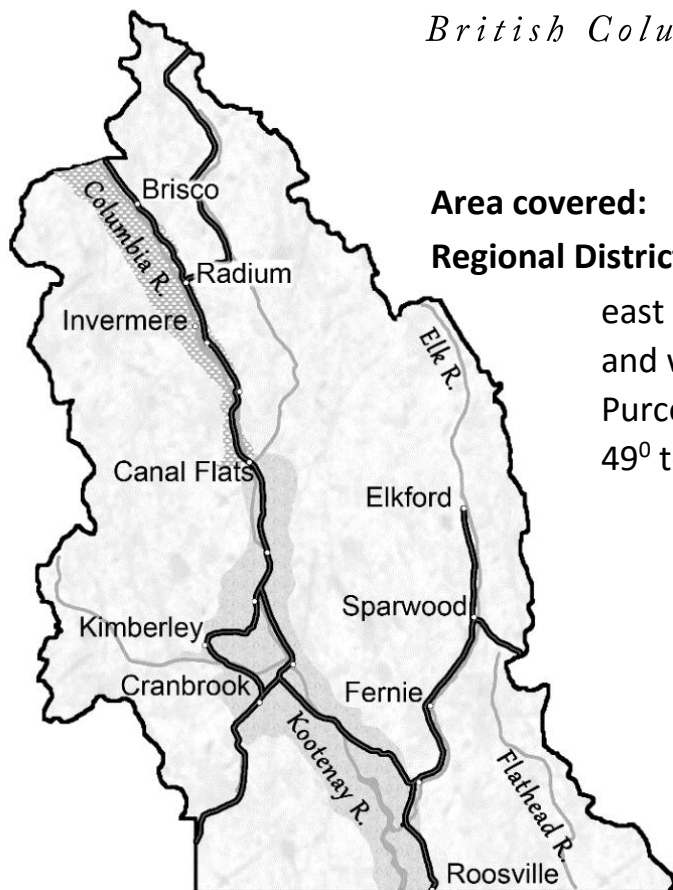 British Colu
Area covered:
Regional District
east
and
Purc
49⁰ t
Brisco
Columbia R.
Radium
Invermere
Elk R.
Canal Flats
Elkford
Sparwood
Kimberley
Cranbrook
Fernie
Kootenay R.
Flathead R.
Roosville